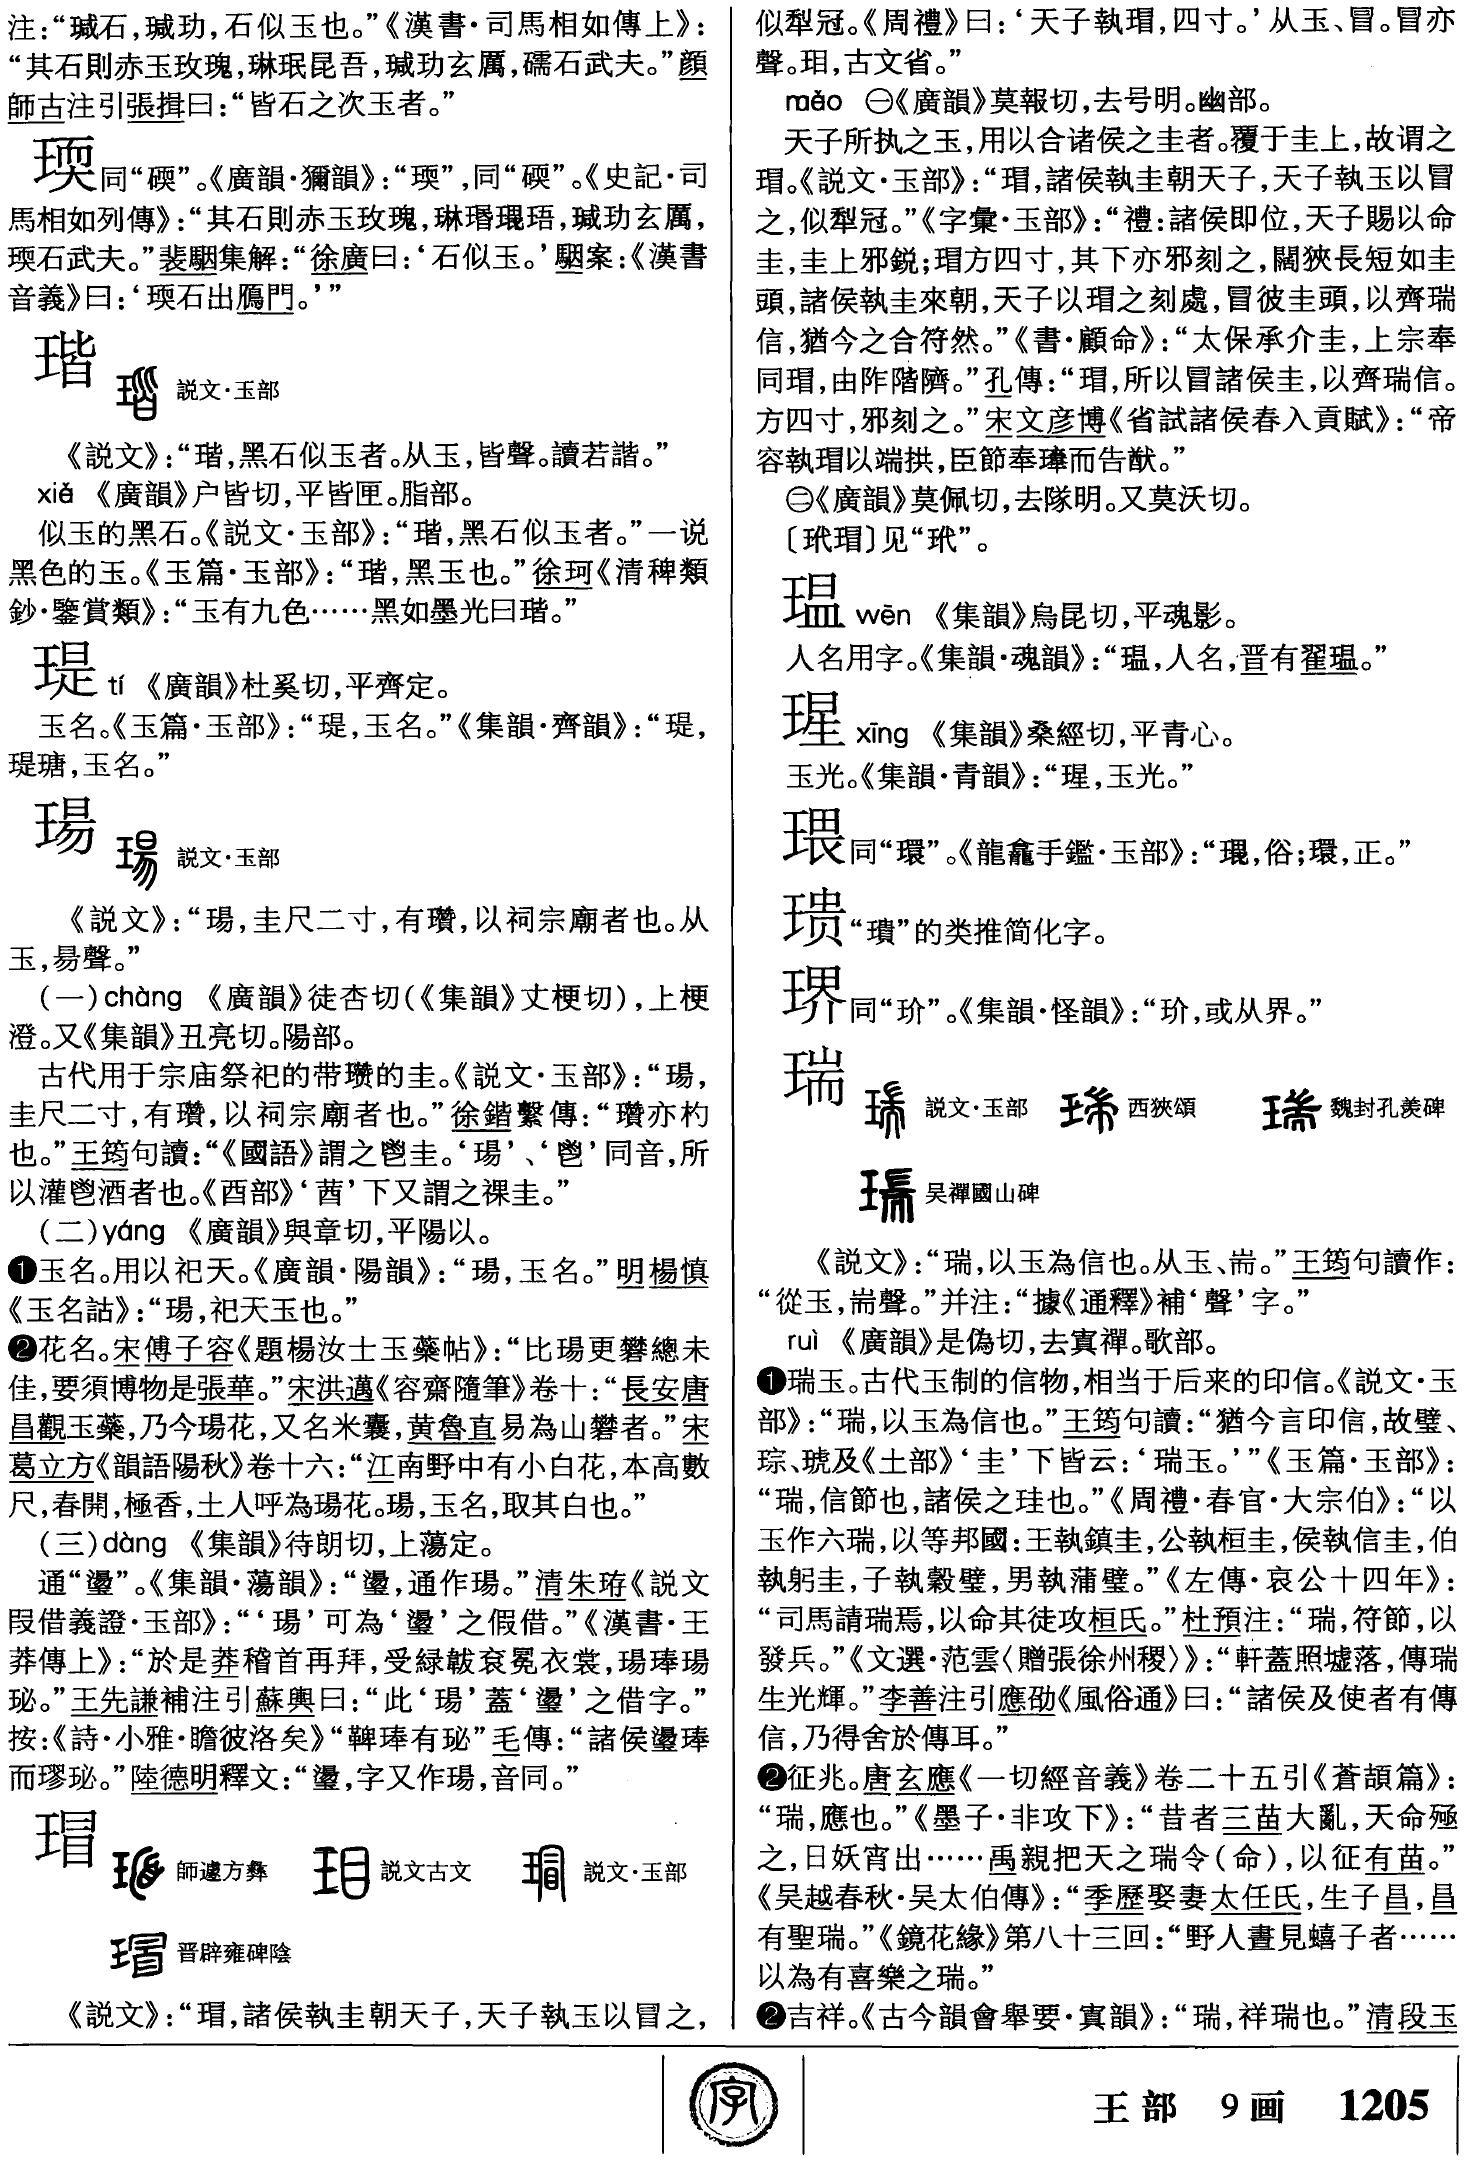 注：“瑊石，瑊玏，石似玉也。”《漢書·司馬相如傳上》：
“其石則赤玉玫瑰，琳珉昆吾，瑊玏玄厲，礝石武夫。”顔
師古注引張揖曰：“皆石之次玉者。”
瑌同“礝”。《廣韻·獮韻》：“瑌”，同“礝”。《史記·司
馬相如列傳》：“其石則赤玉玫瑰，琳瑉琨珸，瑊玏玄厲，
瑌石武夫。”裴駰集解：“徐廣曰：‘石似玉。’駰案：《漢書
音義》曰：‘瑌石出鴈門。’”
瑎
説文·玉部
《説文》：“瑎，黑石似玉者。从玉，皆聲。讀若諧。”
xiě 《廣韻》户皆切，平皆匣。脂部。
似玉的黑石。《説文·玉部》：“瑎，黑石似玉者。”一说
黑色的玉。《玉篇·玉部》：“瑎，黑玉也。”徐珂《清稗類
鈔·鑒賞類》：“玉有九色……黑如墨光曰瑎。”
瑅 tí 《廣韻》杜奚切，平齊定。
玉名。《玉篇·玉部》：“瑅，玉名。”《集韻·齊韻》：“瑅，
瑅瑭，玉名。”
瑒
説文·玉部
《説文》：“瑒，圭尺二寸，有瓚，以祠宗廟者也。从
玉，昜聲。”
（一）chàng 《廣韻》徒杏切（《集韻》丈梗切），上梗
澄。又《集韻》丑亮切。陽部。
古代用于宗庙祭祀的带瓒的圭。《説文·玉部》：“瑒，
圭尺二寸，有瓚，以祠宗廟者也。”徐鍇繫傳：“瓚亦杓
也。”王筠句讀：“《國語》謂之鬯圭。‘瑒’、‘鬯’同音，所
以灌鬯酒者也。《酉部》‘莤’下又謂之祼圭。”
（二）yáng 《廣韻》與章切，平陽以。
❶玉名。用以祀天。《廣韻·陽韻》：“瑒，玉名。”明楊慎
《玉名詁》：“瑒，祀天玉也。”
❷花名。宋傅子容《題楊汝士玉蘂帖》：“比瑒更礬總未
佳，要須博物是張華。”宋洪邁《容齋隨筆》卷十：“長安唐
昌觀玉蘂，乃今瑒花，又名米囊，黄魯直易為山礬者。”宋
葛立方《韻語陽秋》卷十六：“江南野中有小白花，本高數
尺，春開，極香，土人呼為瑒花。瑒，玉名，取其白也。”
（三）dàng 《集韻》待朗切，上蕩定。
通“璗”。《集韻·蕩韻》：“璗，通作瑒。”清朱珔《説文
叚借義證·玉部》：“‘瑒’可為‘璗’之假借。”《漢書·王
莽傳上》：“於是莽稽首再拜，受緑韍衮冕衣裳，瑒琫瑒
珌。”王先謙補注引蘇輿曰：“此‘瑒’蓋‘璗’之借字。”
按：《詩·小雅·瞻彼洛矣》“鞞琫有珌”毛傳：“諸侯璗琫
而璆珌。”陸德明釋文：“璗，字又作瑒，音同。”
瑁
師遽方彝 説文古文 説文·玉部
晋辟雍碑陰
《説文》：“瑁，諸侯執圭朝天子，天子執玉以冒之，
似犁冠。《周禮》曰：‘天子執瑁，四寸。’从玉、冒。冒亦
聲。玥，古文省。”
mǎo ㊀《廣韻》莫報切，去号明。幽部。
天子所执之玉，用以合诸侯之圭者。覆于圭上，故谓之
瑁。《説文·玉部》：“瑁，諸侯執圭朝天子，天子執玉以冒
之，似犁冠。”《字彙·玉部》：“禮：諸侯即位，天子賜以命
圭，圭上邪鋭；瑁方四寸，其下亦邪刻之，闊狹長短如圭
頭，諸侯執圭來朝，天子以瑁之刻處，冒彼圭頭，以齊瑞
信，猶今之合符然。”《書·顧命》：“太保承介圭，上宗奉
同瑁，由阼階隮。”孔傳：“瑁，所以冒諸侯圭，以齊瑞信。
方四寸，邪刻之。”宋文彦博《省試諸侯春入貢賦》：“帝
容執瑁以端拱，臣節奉瑧而告猷。”
㊁《廣韻》莫佩切，去隊明。又莫沃切。
〔玳瑁〕见“玳”。
瑥 wēn 《集韻》烏昆切，平魂影。
人名用字。《集韻·魂韻》：“瑥，人名，晋有翟瑥。”
瑆 xīng 《集韻》桑經切，平青心。
玉光。《集韻·青韻》：“瑆，玉光。”
㻔同“環”。《龍龕手鑑·玉部》：“㻔，俗；環，正。”
𤧣“璝”的类推简化字。
琾同“玠”。《集韻·怪韻》：“玠，或从界。”
瑞
説文·玉部 西狹頌 魏封孔羨碑
吴禪國山碑
《説文》：“瑞，以玉為信也。从玉、耑。”王筠句讀作：
“從玉，耑聲。”并注：“據《通釋》補‘聲’字。”
ruì 《廣韻》是偽切，去寘禪。歌部。
❶瑞玉。古代玉制的信物，相当于后来的印信。《説文·玉
部》：“瑞，以玉為信也。”王筠句讀：“猶今言印信，故璧、
琮、琥及《土部》‘圭’下皆云：‘瑞玉。’”《玉篇·玉部》：
“瑞，信節也，諸侯之珪也。”《周禮·春官·大宗伯》：“以
玉作六瑞，以等邦國：王執鎮圭，公執桓圭，侯執信圭，伯
執躬圭，子執穀璧，男執蒲璧。”《左傳·哀公十四年》：
“司馬請瑞焉，以命其徒攻桓氏。”杜預注：“瑞，符節，以
發兵。”《文選·范雲〈贈張徐州稷〉》：“軒蓋照墟落，傳瑞
生光輝。”李善注引應劭《風俗通》曰：“諸侯及使者有傳
信，乃得舍於傳耳。”
❷征兆。唐玄應《一切經音義》卷二十五引《蒼頡篇》：
“瑞，應也。”《墨子·非攻下》：“昔者三苗大亂，天命殛
之，日妖宵出……禹親把天之瑞令（命），以征有苗。”
《吴越春秋·吴太伯傳》：“季歷娶妻太任氏，生子昌，昌
有聖瑞。”《鏡花緣》第八十三回：“野人晝見蟢子者……
以為有喜樂之瑞。”
❷吉祥。《古今韻會舉要·寘韻》：“瑞，祥瑞也。”清段玉
字
王部 9画 1205